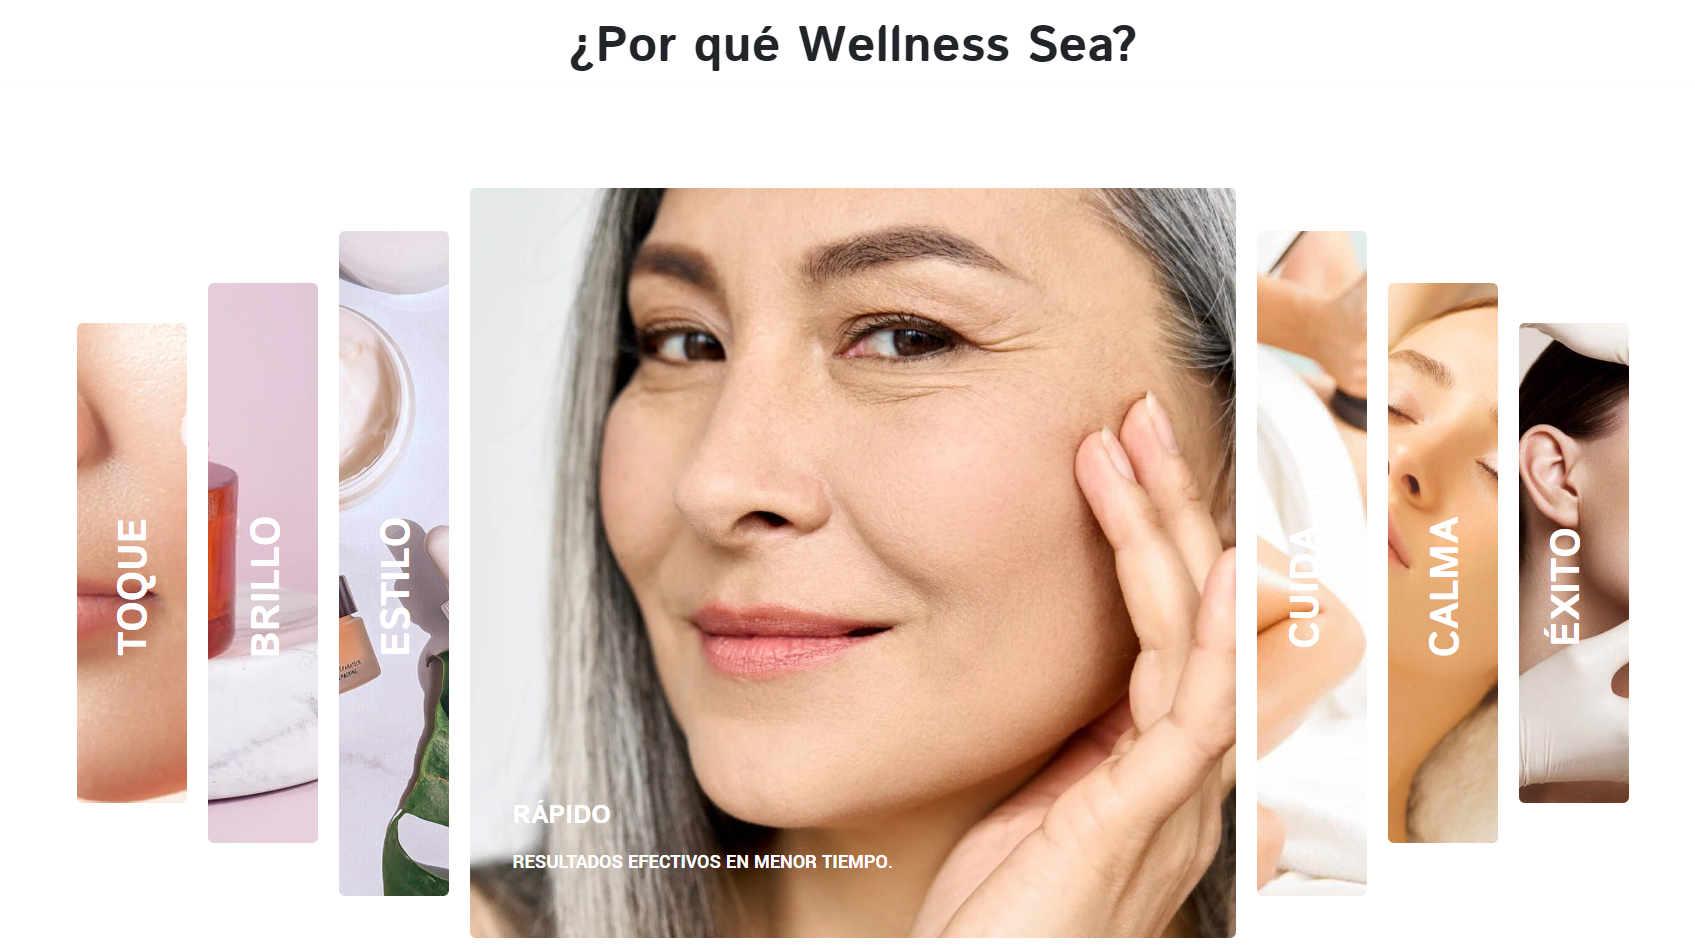 ¿Por qué Wellness Sea?
TOQUE
BRILLO
ESTILO
RÁPIDO
RESULTADOS EFECTIVOS EN MENOR TIEMPO.
CUIDA
CALMA
ÉXITO